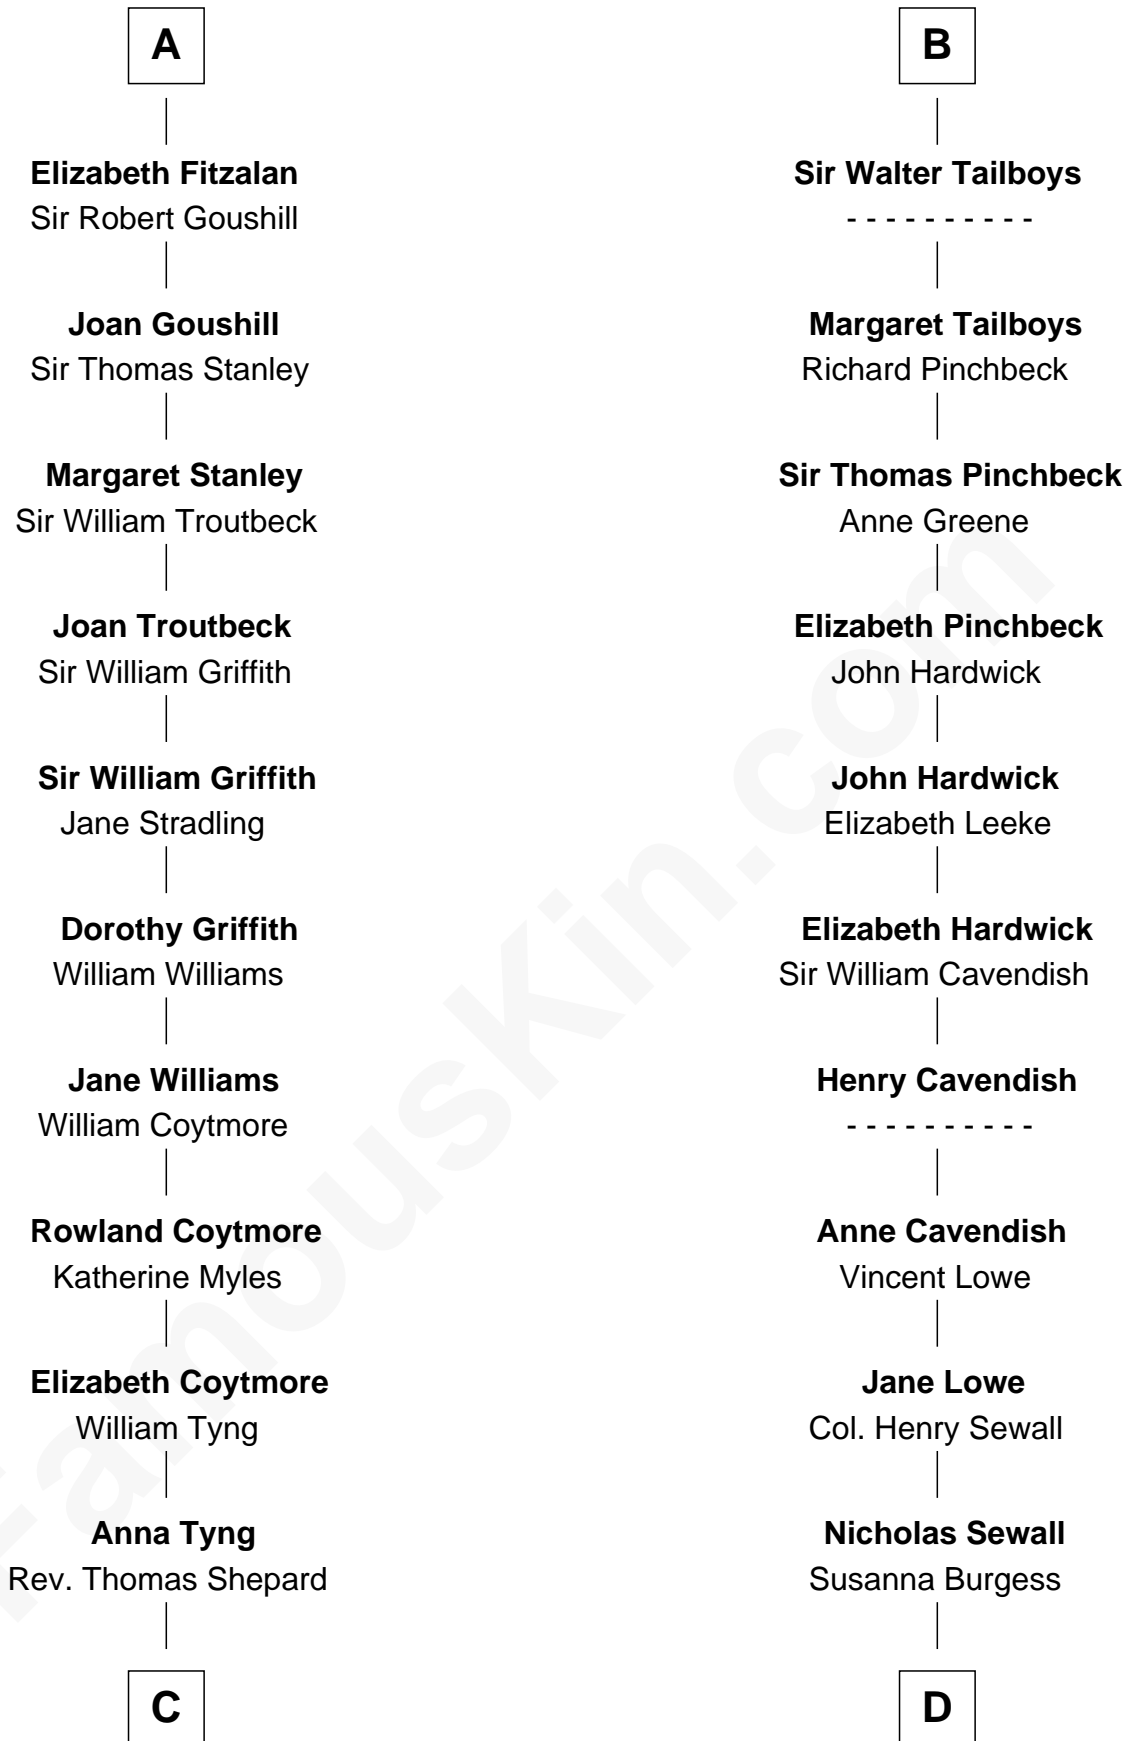 A
Elizabeth Fitzalan
Sir Robert Goushill
Joan Goushill
Sir Thomas Stanley
Margaret Stanley
Sir William Troutbeck
Joan Troutbeck
Sir William Griffith
Sir William Griffith
Jane Stradling
Dorothy Griffith
William Williams
Jane Williams
William Coytmore
Rowland Coytmore
Katherine Myles
Elizabeth Coytmore
William Tyng
Anna Tyng
Rev. Thomas Shepard
C
B
Sir Walter Tailboys
- - - - - - - - - -
Margaret Tailboys
Richard Pinchbeck
Sir Thomas Pinchbeck
Anne Greene
Elizabeth Pinchbeck
John Hardwick
John Hardwick
Elizabeth Leeke
Elizabeth Hardwick
Sir William Cavendish
Henry Cavendish
- - - - - - - - - -
Anne Cavendish
Vincent Lowe
Jane Lowe
Col. Henry Sewall
Nicholas Sewall
Susanna Burgess
D
FamousKin.com